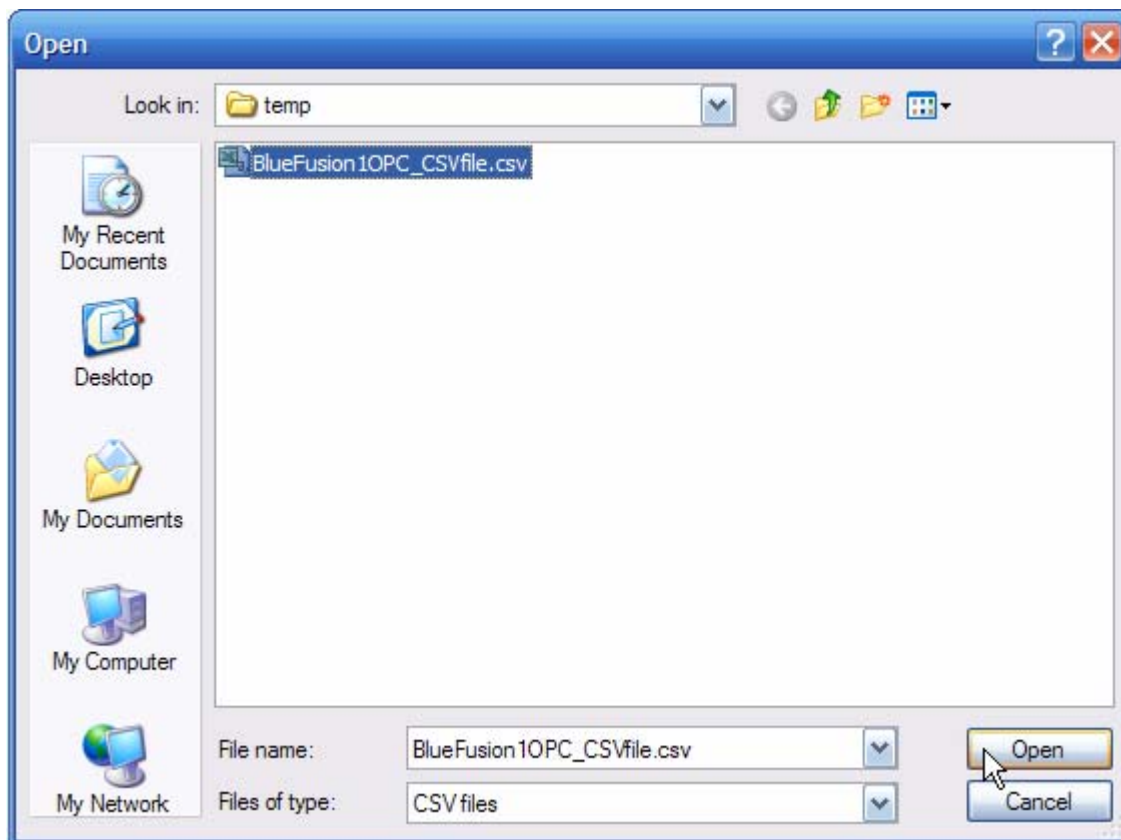 Open
Look in: temp
BlueFusion1OPC_CSVfile.csv
My Recent
Documents
Desktop
My Documents
My Computer
My Network
File name: BlueFusion1OPC_CSVfile.csv Open
Files of type: CSV files Cancel